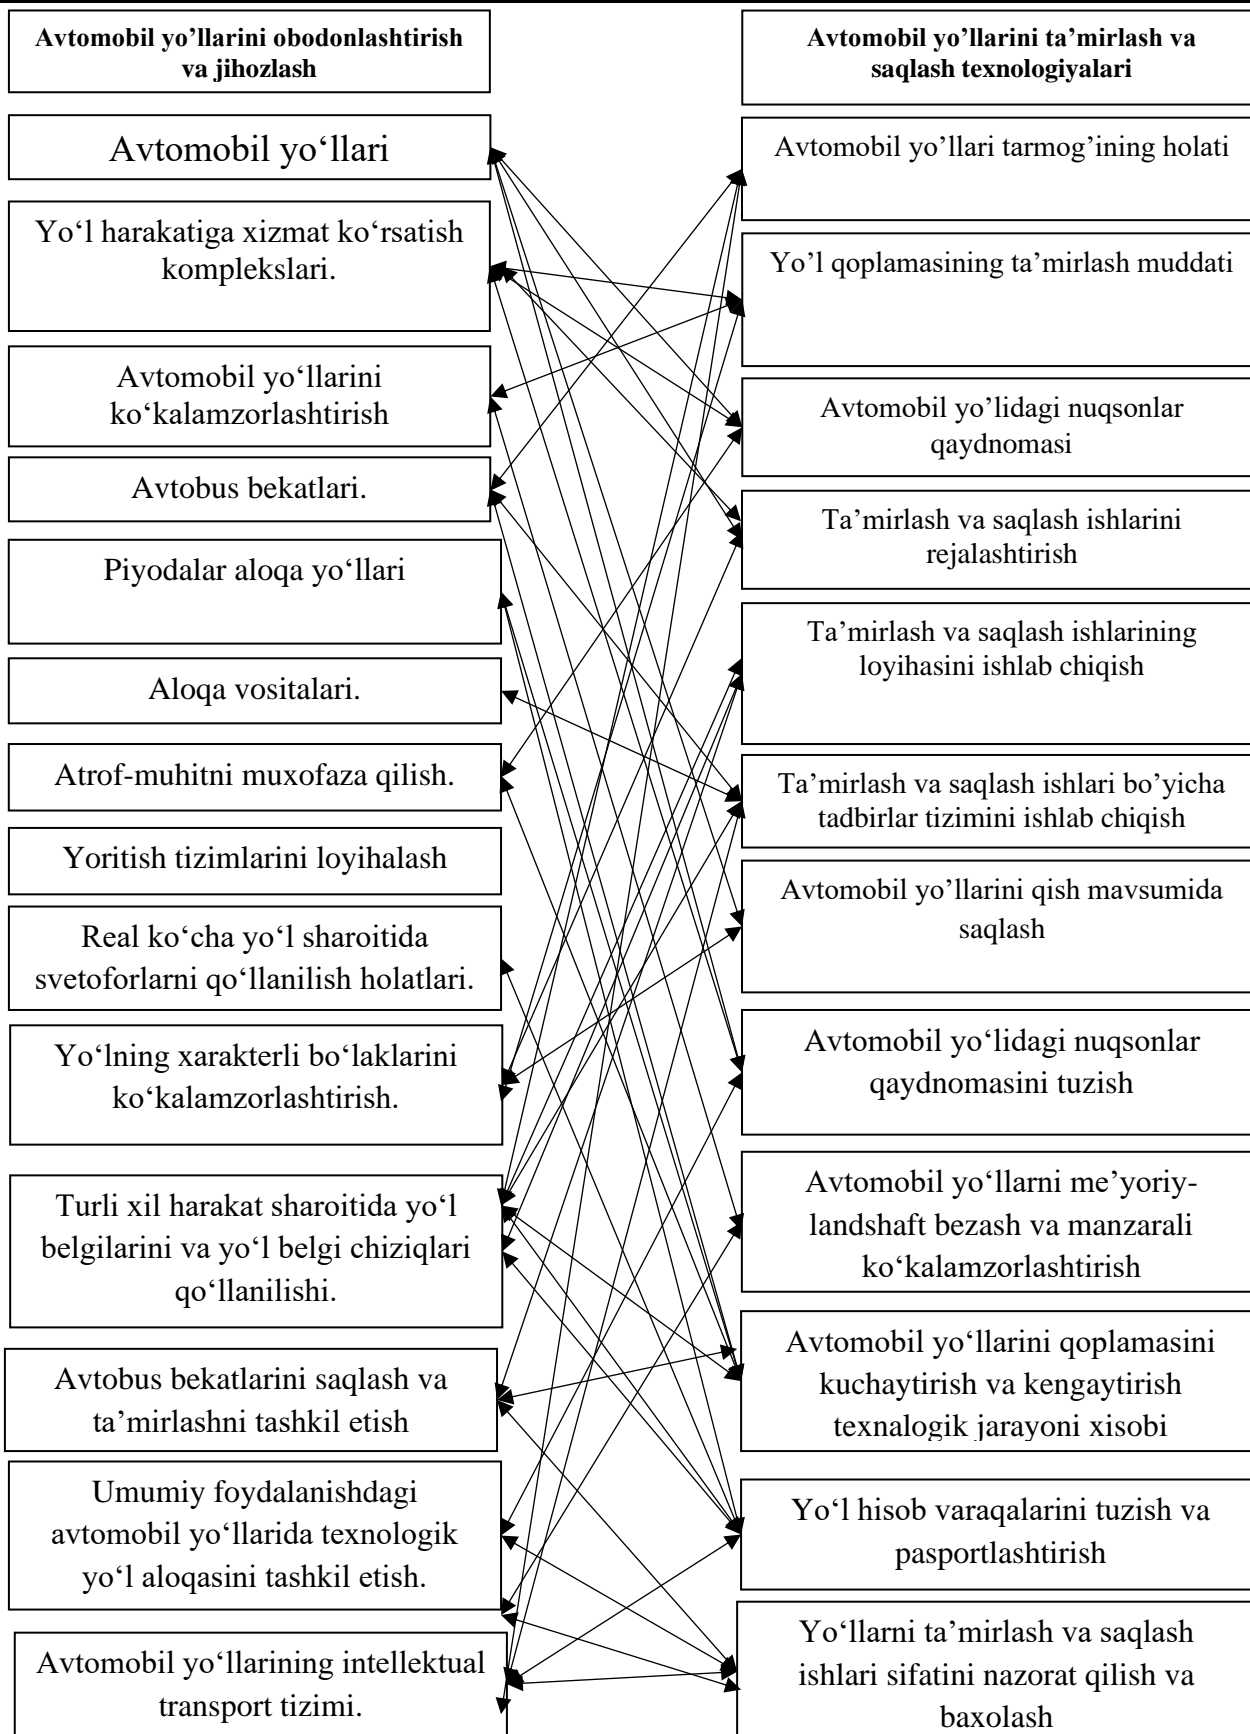 Avtomobil yo’llarini obodonlashtirish
va jihozlash
Avtomobil yo‘llari
Yo‘l harakatiga xizmat ko‘rsatish
komplekslari.
Avtomobil yo‘llarini
ko‘kalamzorlashtirish
Avtobus bekatlari.
Piyodalar aloqa yo‘llari
Aloqa vositalari.
Atrof-muhitni muxofaza qilish.
Yoritish tizimlarini loyihalash
Real ko‘cha yo‘l sharoitida
svetoforlarni qo‘llanilish holatlari.
Yo‘lning xarakterli bo‘laklarini
ko‘kalamzorlashtirish.
Turli xil harakat sharoitida yo‘l
belgilarini va yo‘l belgi chiziqlari
qo‘llanilishi.
Avtobus bekatlarini saqlash va
ta’mirlashni tashkil etish
Umumiy foydalanishdagi
avtomobil yo‘llarida texnologik
yo‘l aloqasini tashkil etish.
Avtomobil yo‘llarining intellektual
transport tizimi.
Avtomobil yo’llarini ta’mirlash va
saqlash texnologiyalari
Avtomobil yo’llari tarmog’ining holati
Yo’l qoplamasining ta’mirlash muddati
Avtomobil yo’lidagi nuqsonlar
qaydnomasi
Ta’mirlash va saqlash ishlarini
rejalashtirish
Ta’mirlash va saqlash ishlarining
loyihasini ishlab chiqish
Ta’mirlash va saqlash ishlari bo’yicha
tadbirlar tizimini ishlab chiqish
Avtomobil yo’llarini qish mavsumida
saqlash
Avtomobil yo‘lidagi nuqsonlar
qaydnomasini tuzish
Avtomobil yo‘llarni me’yoriy-
landshaft bezash va manzarali
ko‘kalamzorlashtirish
Avtomobil yo‘llarini qoplamasini
kuchaytirish va kengaytirish
texnalogik jarayoni xisobi
Yo‘l hisob varaqalarini tuzish va
pasportlashtirish
Yo‘llarni ta’mirlash va saqlash
ishlari sifatini nazorat qilish va
baxolash